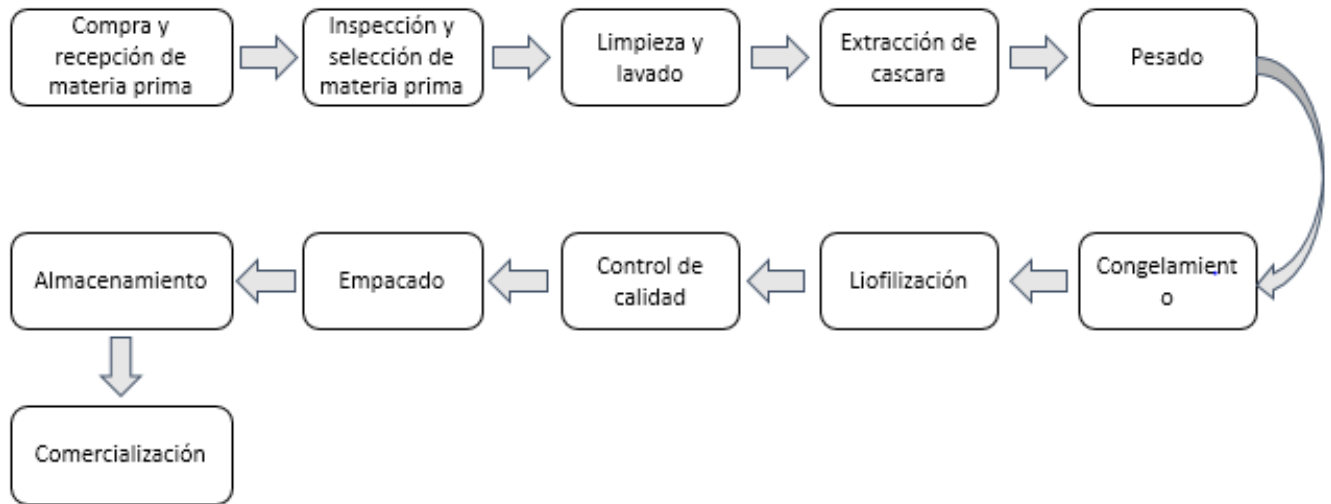 Compra y
recepción de
materia prima
Inspección y
selección de
materia prima
Limpieza y
lavado
Extracción de
cascara
Pesado
Congelamient
o
Liofilización
Control de
calidad
Empacado
Almacenamiento
Comercialización